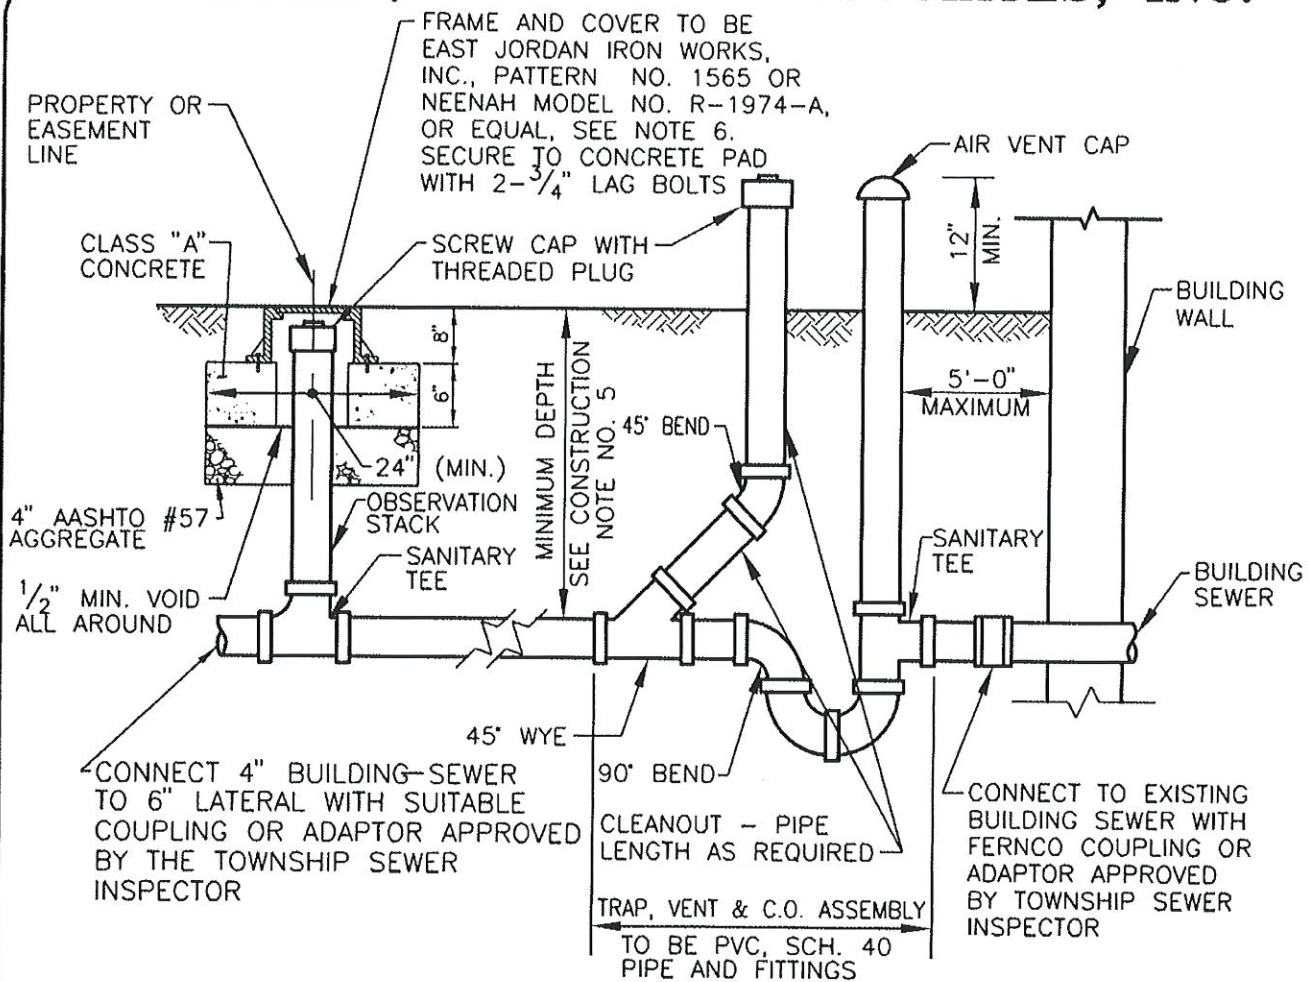 FRAME AND COVER TO BE
EAST JORDAN IRON WORKS,
INC., PATTERN NO. 1565 OR
NEENAH MODEL NO. R-1974-A,
OR EQUAL, SEE NOTE 6.
SECURE TO CONCRETE PAD
WITH 2-3/4" LAG BOLTS
PROPERTY OR
EASEMENT
LINE
AIR VENT CAP
12"
MIN.
CLASS "A"
CONCRETE
SCREW CAP WITH
THREADED PLUG
BUILDING
WALL
8"
6"
MINIMUM DEPTH
SEE CONSTRUCTION
NOTE NO. 5
5'-0"
MAXIMUM
45° BEND
24" (MIN.)
OBSERVATION
STACK
4" AASHTO #57
AGGREGATE
SANITARY
TEE
SANITARY
TEE
1/2" MIN. VOID
ALL AROUND
BUILDING
SEWER
45° WYE
90° BEND
CONNECT 4" BUILDING SEWER
TO 6" LATERAL WITH SUITABLE
COUPLING OR ADAPTOR APPROVED
BY THE TOWNSHIP SEWER
INSPECTOR
CLEANOUT - PIPE
LENGTH AS REQUIRED
CONNECT TO EXISTING
BUILDING SEWER WITH
FERNCO COUPLING OR
ADAPTOR APPROVED
BY TOWNSHIP SEWER
INSPECTOR
TRAP, VENT & C.O. ASSEMBLY
TO BE PVC, SCH. 40
PIPE AND FITTINGS